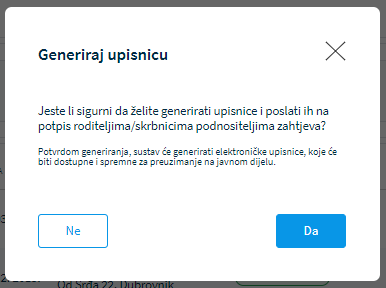 Generiraj upisnicu
Jeste li sigurni da želite generirati upisnice i poslati ih na
potpis roditeljima/skrbnicima podnositeljima zahtjeva?
Potvrdom generiranja, sustav će generirati elektroničke upisnice, koje će
biti dostupne i spremne za preuzimanje na javnom dijelu.
Ne
Da
Od Srđa 22, Dubrovnik